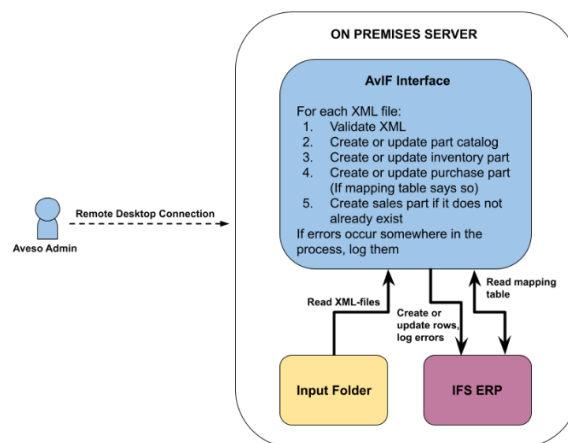 ON PREMISES SERVER
AvIF Interface
For each XML file:
1. Validate XML
2. Create or update part catalog
3. Create or update inventory part
4. Create or update purchase part
(If mapping table says so)
5. Create sales part if it does not
already exist
If errors occur somewhere in the
process, log them
Remote Desktop Connection
Aveso Admin
Read XML-files
Create or
update rows,
log errors
Read mapping
table
Input Folder
IFS ERP